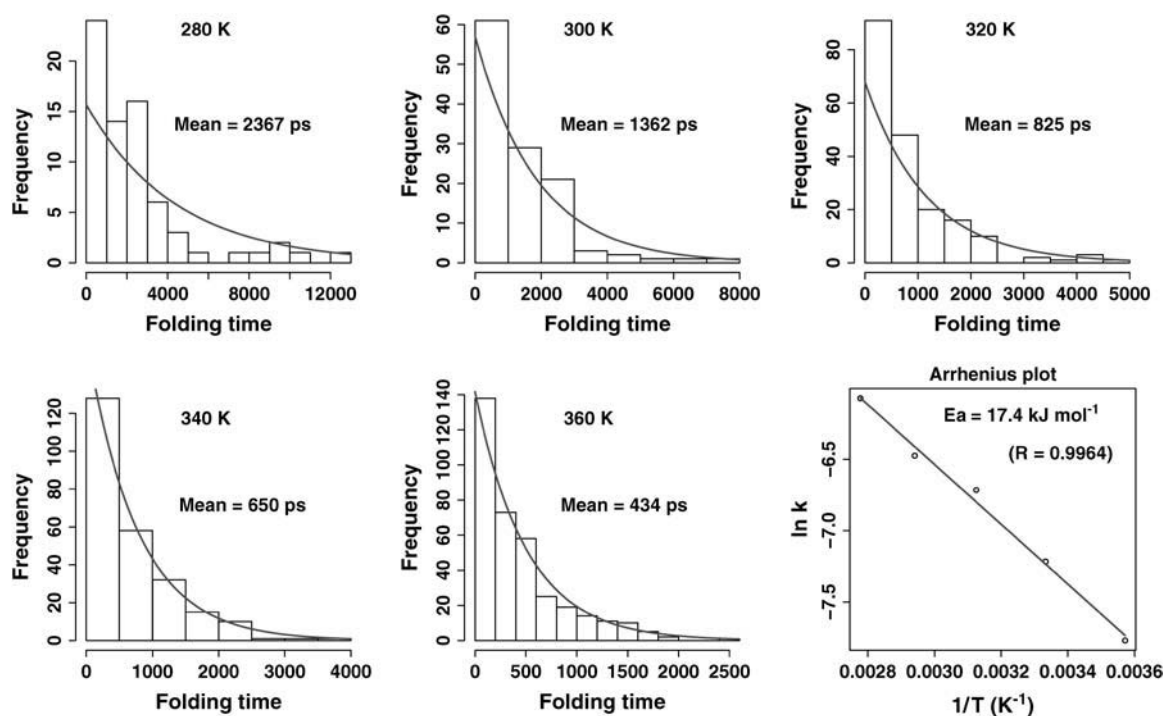 280 K
Mean = 2367 ps
Frequency
0 5 10 15 20
0 4000 8000 12000
Folding time
300 K
Mean = 1362 ps
Frequency
0 10 20 30 40 50 60
0 2000 4000 6000 8000
Folding time
320 K
Mean = 825 ps
Frequency
0 20 40 60 80
0 1000 2000 3000 4000 5000
Folding time
340 K
Mean = 650 ps
Frequency
0 20 40 60 80 100 120
0 1000 2000 3000 4000
Folding time
360 K
Mean = 434 ps
Frequency
0 20 40 60 80 100 120 140
0 500 1000 1500 2000 2500
Folding time
Arrhenius plot
Ea = 17.4 kJ mol⁻¹
(R = 0.9964)
ln k
−7.5 −7.0 −6.5
0.0028 0.0030 0.0032 0.0034 0.0036
1/T (K⁻¹)